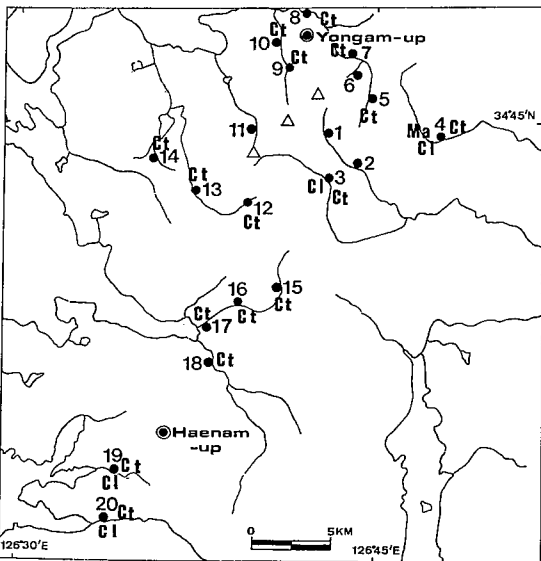 8 Ct
Yongam-up
10
Ct 7
Ct
9
6
5
Ct
34°45'N
Ma 4 Ct
Cl
11
1
2
Ct
14
Ct
13
3
Cl Ct
12
Ct
16 15
Ct Ct
Ct
17
18 Ct
Haenam
-up
19
Ct
Cl
20 Ct
Cl
0 5KM
126°30'E 126°45'E